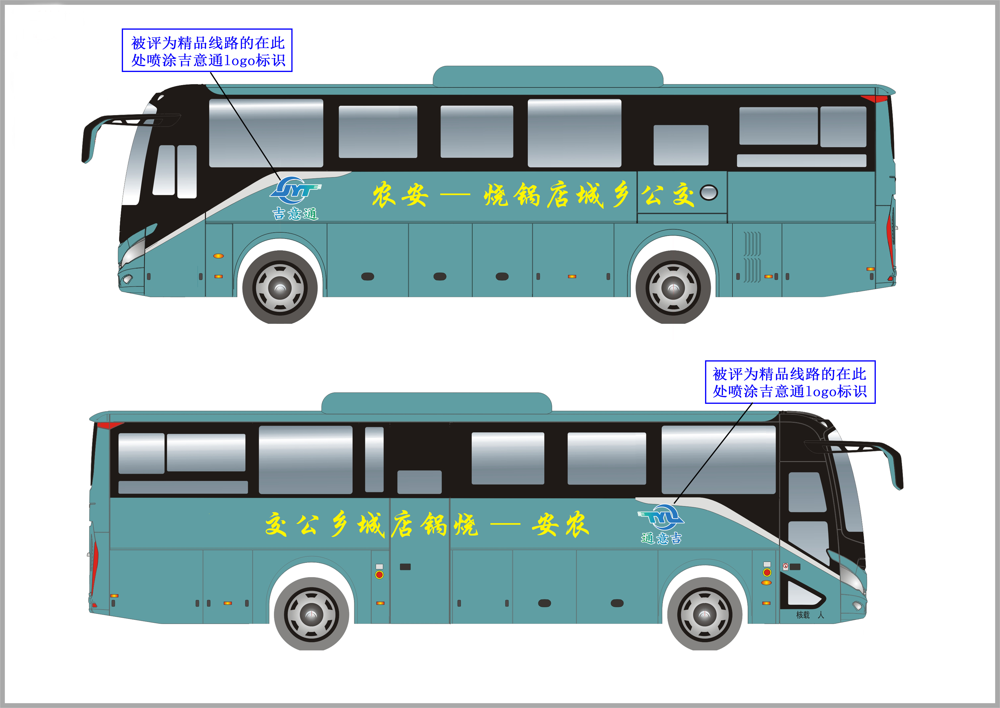 被评为精品线路的在此
处喷涂吉意通logo标识
JYT
吉意通
农安—烧锅店城乡公交
被评为精品线路的在此
处喷涂吉意通logo标识
交公乡城店锅烧—安农
TYJ
通意吉
核载 人